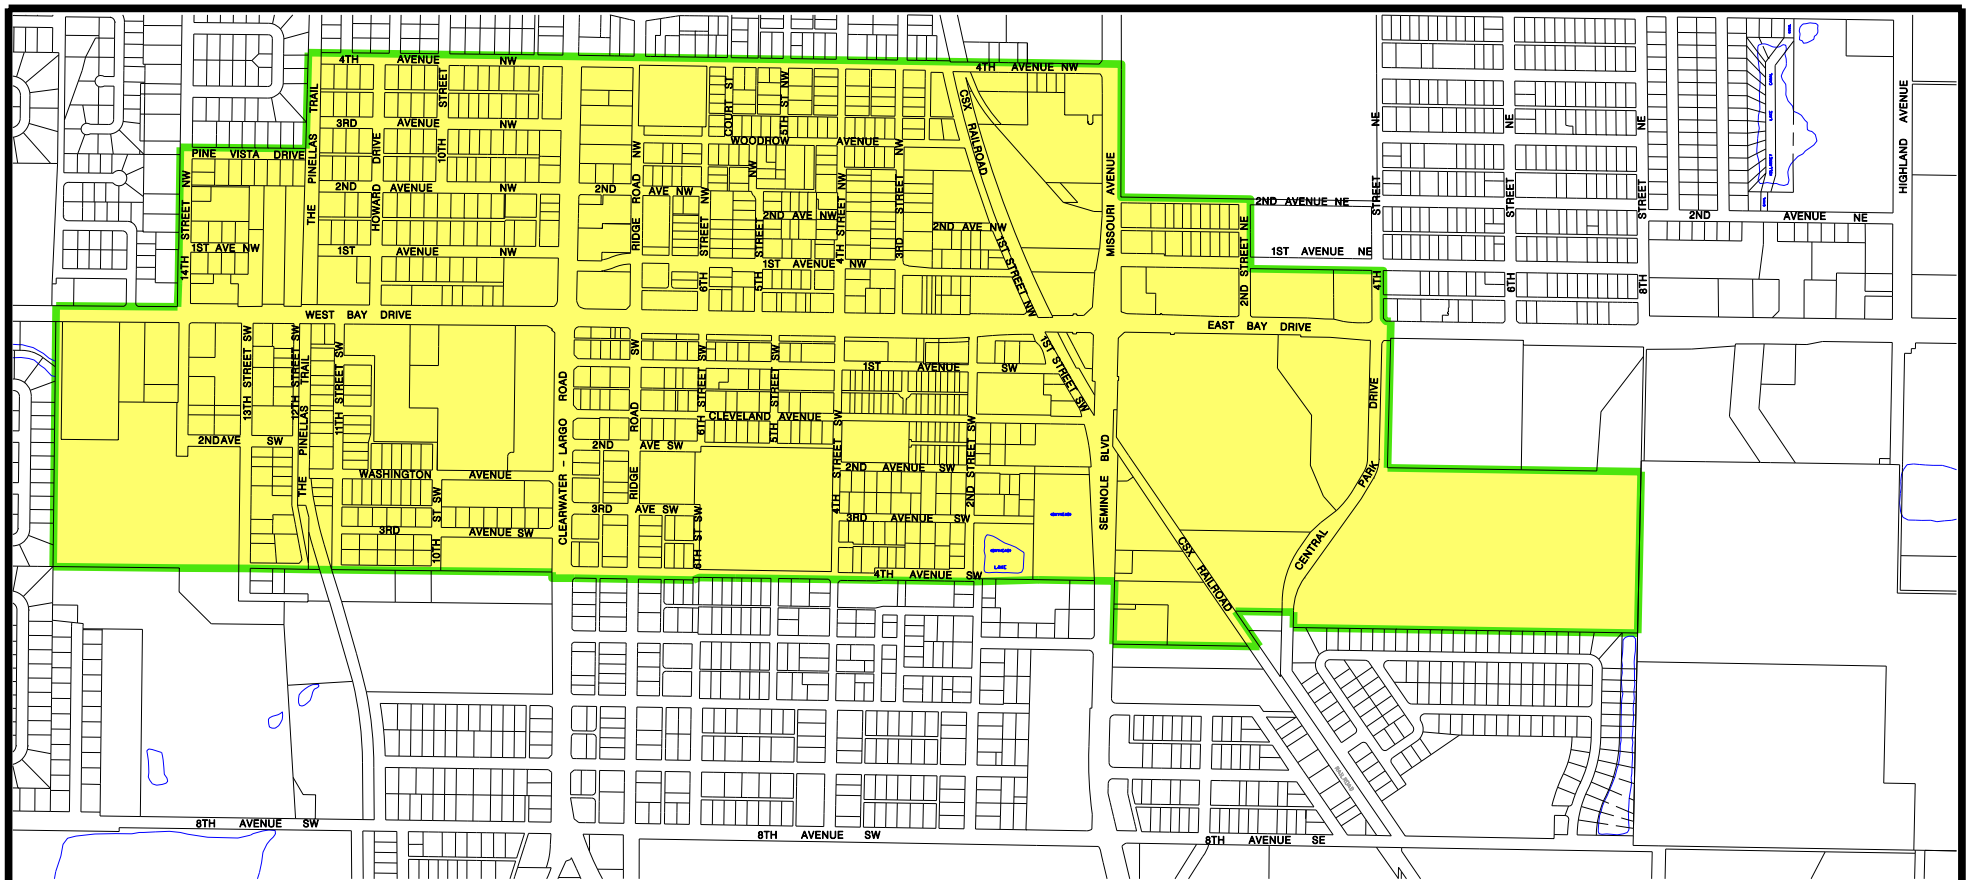 4TH AVENUE NW
4TH AVENUE NW
THE PINELLAS TRAIL
STREET
10TH
COURT ST
5TH ST NW
CSX RAILROAD
3RD AVENUE NW
WOODROW AVENUE
PINE VISTA DRIVE
HOWARD DRIVE
2ND AVENUE NW
2ND AVE NW
RIDGE ROAD NW
6TH STREET NW
5TH STREET NW
4TH STREET NW
3RD STREET NW
MISSOURI AVENUE
2ND AVENUE NE
2ND AVE NW
2ND AVE NW
14TH STREET NW
1ST AVE NW
1ST AVENUE NW
1ST AVENUE NW
1ST STREET NW
1ST AVENUE NE
2ND STREET NE
4TH STREET NE
6TH STREET NE
8TH STREET NE
2ND AVENUE NE
HIGHLAND AVENUE
WEST BAY DRIVE
EAST BAY DRIVE
13TH STREET SW
12TH STREET SW
THE PINELLAS TRAIL
11TH STREET SW
CLEARWATER - LARGO ROAD
RIDGE ROAD SW
6TH STREET SW
5TH STREET SW
1ST AVENUE SW
1ST STREET SW
CLEVELAND AVENUE
4TH STREET SW
2ND STREET SW
SEMINOLE BLVD
CENTRAL PARK DRIVE
2ND AVE SW
2ND AVE SW
2ND AVENUE SW
WASHINGTON AVENUE
10TH ST SW
3RD AVENUE SW
3RD AVE SW
6TH ST SW
3RD AVENUE SW
LAKE
4TH AVENUE SW
CSX RAILROAD
RAILROAD
8TH AVENUE SW
8TH AVENUE SW
8TH AVENUE SE